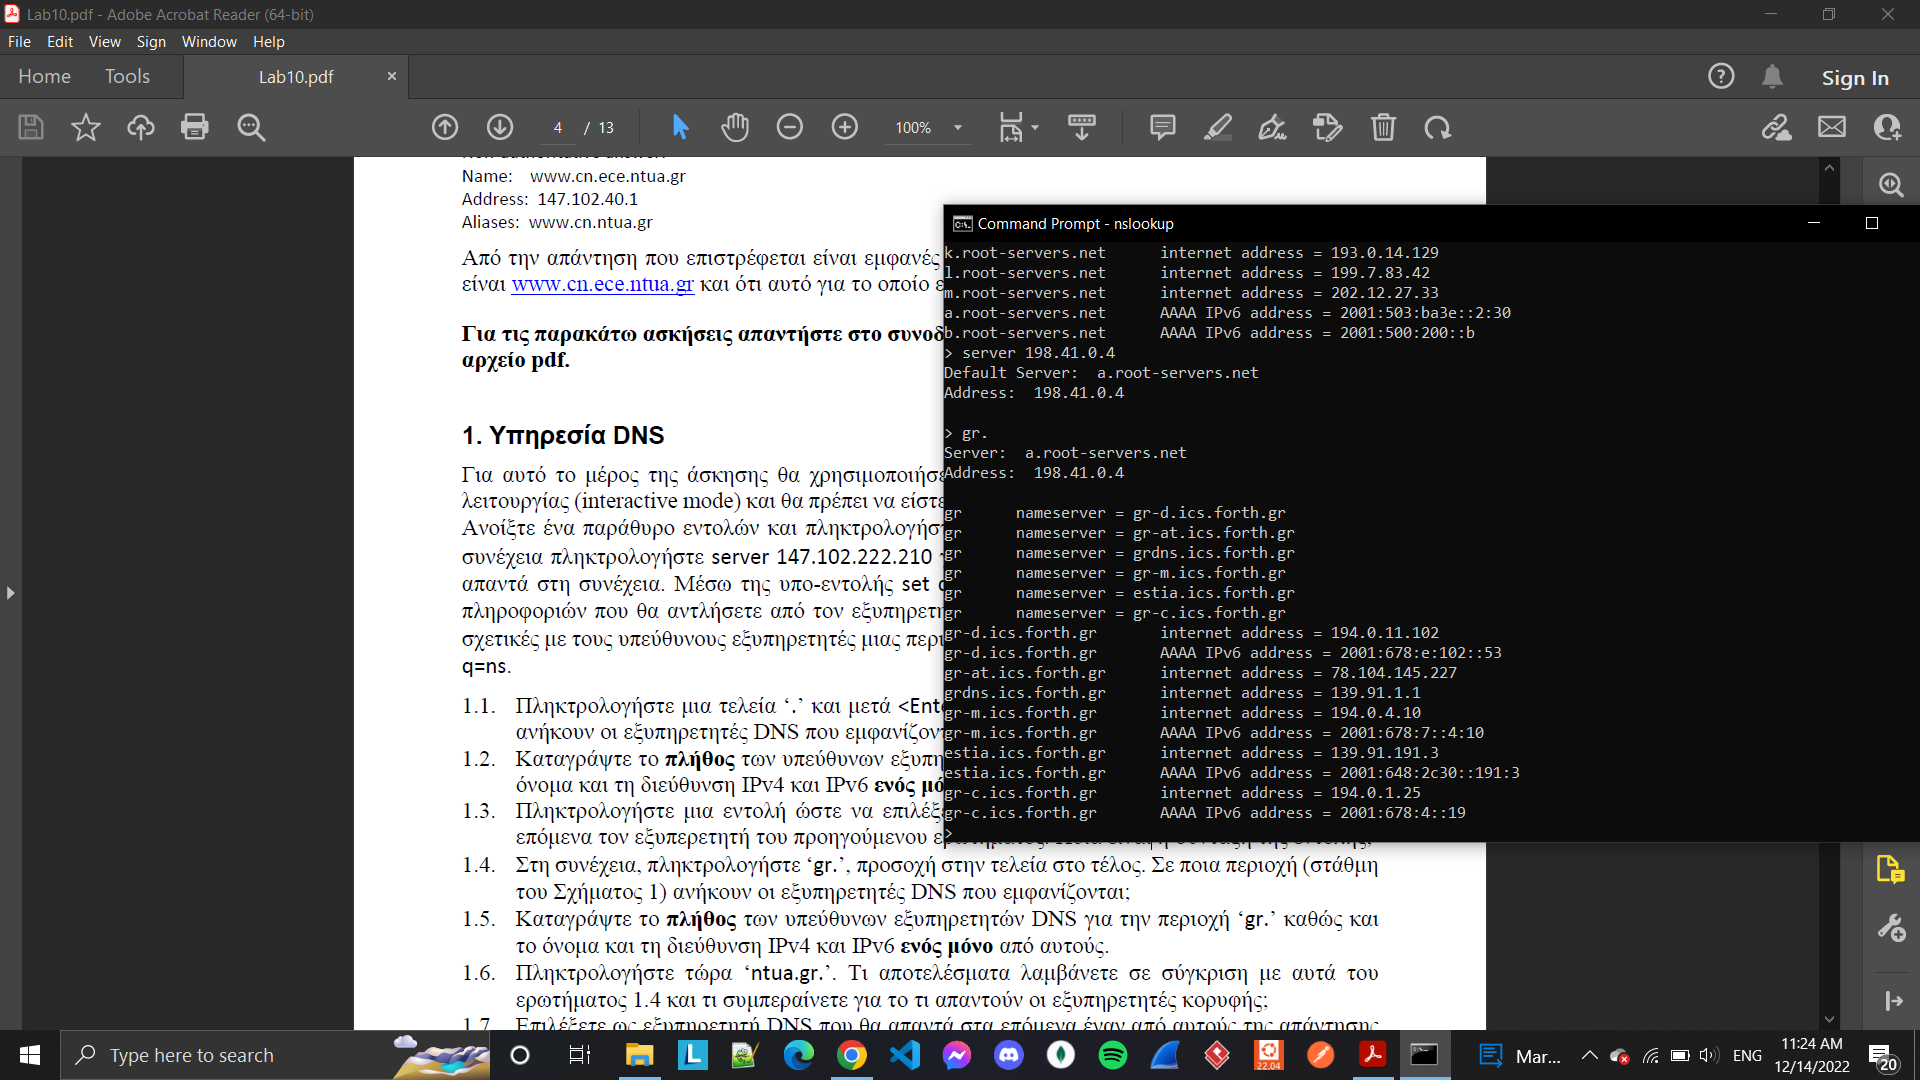 Lab10.pdf - Adobe Acrobat Reader (64-bit)
File Edit View Sign Window Help
Home Tools Lab10.pdf × Sign In
4 / 13 100%
Name: www.cn.ece.ntua.gr
Address: 147.102.40.1
Aliases: www.cn.ntua.gr
Από την απάντηση που επιστρέφεται είναι εμφανές
είναι www.cn.ece.ntua.gr και ότι αυτό για το οποίο
Για τις παρακάτω ασκήσεις απαντήστε στο
αρχείο pdf.
1. Υπηρεσία DNS
Για αυτό το μέρος της άσκησης θα
λειτουργίας (interactive mode) και θα πρέπει να
Ανοίξτε ένα παράθυρο εντολών και
συνέχεια πληκτρολογήστε server 147.102.222.210
απαντά στη συνέχεια. Μέσω της υπο-εντολής set
πληροφοριών που θα αντλήσετε από τον
σχετικές με τους υπεύθυνους εξυπηρετητές μιας
q=ns.
1.1. Πληκτρολογήστε μια τελεία ‘.’ και μετά
ανήκουν οι εξυπηρετητές DNS που
1.2. Καταγράψτε το πλήθος των υπεύθυνων
όνομα και τη διεύθυνση IPv4 και IPv6 ενός
1.3. Πληκτρολογήστε μια εντολή ώστε να
επόμενα τον εξυπερετητή του προηγούμενου
1.4. Στη συνέχεια, πληκτρολογήστε ‘gr.’, προσοχή στην τελεία στο τέλος. Σε ποια περιοχή (στάθμη
του Σχήματος 1) ανήκουν οι εξυπηρετητές DNS που εμφανίζονται;
1.5. Καταγράψτε το πλήθος των υπεύθυνων εξυπηρετητών DNS για την περιοχή ‘gr.’ καθώς και
το όνομα και τη διεύθυνση IPv4 και IPv6 ενός μόνο από αυτούς.
1.6. Πληκτρολογήστε τώρα ‘ntua.gr.’. Τι αποτελέσματα λαμβάνετε σε σύγκριση με αυτά του
ερωτήματος 1.4 και τι συμπεραίνετε για το τι απαντούν οι εξυπηρετητές κορυφής;
1.7 Επιλέξετε ως εξυπηρετητή DNS που θα απαντά στα επόμενα έναν από αυτούς της απάντησης
Command Prompt - nslookup
k.root-servers.net internet address = 193.0.14.129
l.root-servers.net internet address = 199.7.83.42
m.root-servers.net internet address = 202.12.27.33
a.root-servers.net AAAA IPv6 address = 2001:503:ba3e::2:30
b.root-servers.net AAAA IPv6 address = 2001:500:200::b
> server 198.41.0.4
Default Server: a.root-servers.net
Address: 198.41.0.4
> gr.
Server: a.root-servers.net
Address: 198.41.0.4
gr nameserver = gr-d.ics.forth.gr
gr nameserver = gr-at.ics.forth.gr
gr nameserver = grdns.ics.forth.gr
gr nameserver = gr-m.ics.forth.gr
gr nameserver = estia.ics.forth.gr
gr nameserver = gr-c.ics.forth.gr
gr-d.ics.forth.gr internet address = 194.0.11.102
gr-d.ics.forth.gr AAAA IPv6 address = 2001:678:e:102::53
gr-at.ics.forth.gr internet address = 78.104.145.227
grdns.ics.forth.gr internet address = 139.91.1.1
gr-m.ics.forth.gr internet address = 194.0.4.10
gr-m.ics.forth.gr AAAA IPv6 address = 2001:678:7::4:10
estia.ics.forth.gr internet address = 139.91.191.3
estia.ics.forth.gr AAAA IPv6 address = 2001:648:2c30::191:3
gr-c.ics.forth.gr internet address = 194.0.1.25
gr-c.ics.forth.gr AAAA IPv6 address = 2001:678:4::19
>
Type here to search
22.04
Mar...
ENG
11:24 AM
12/14/2022
20